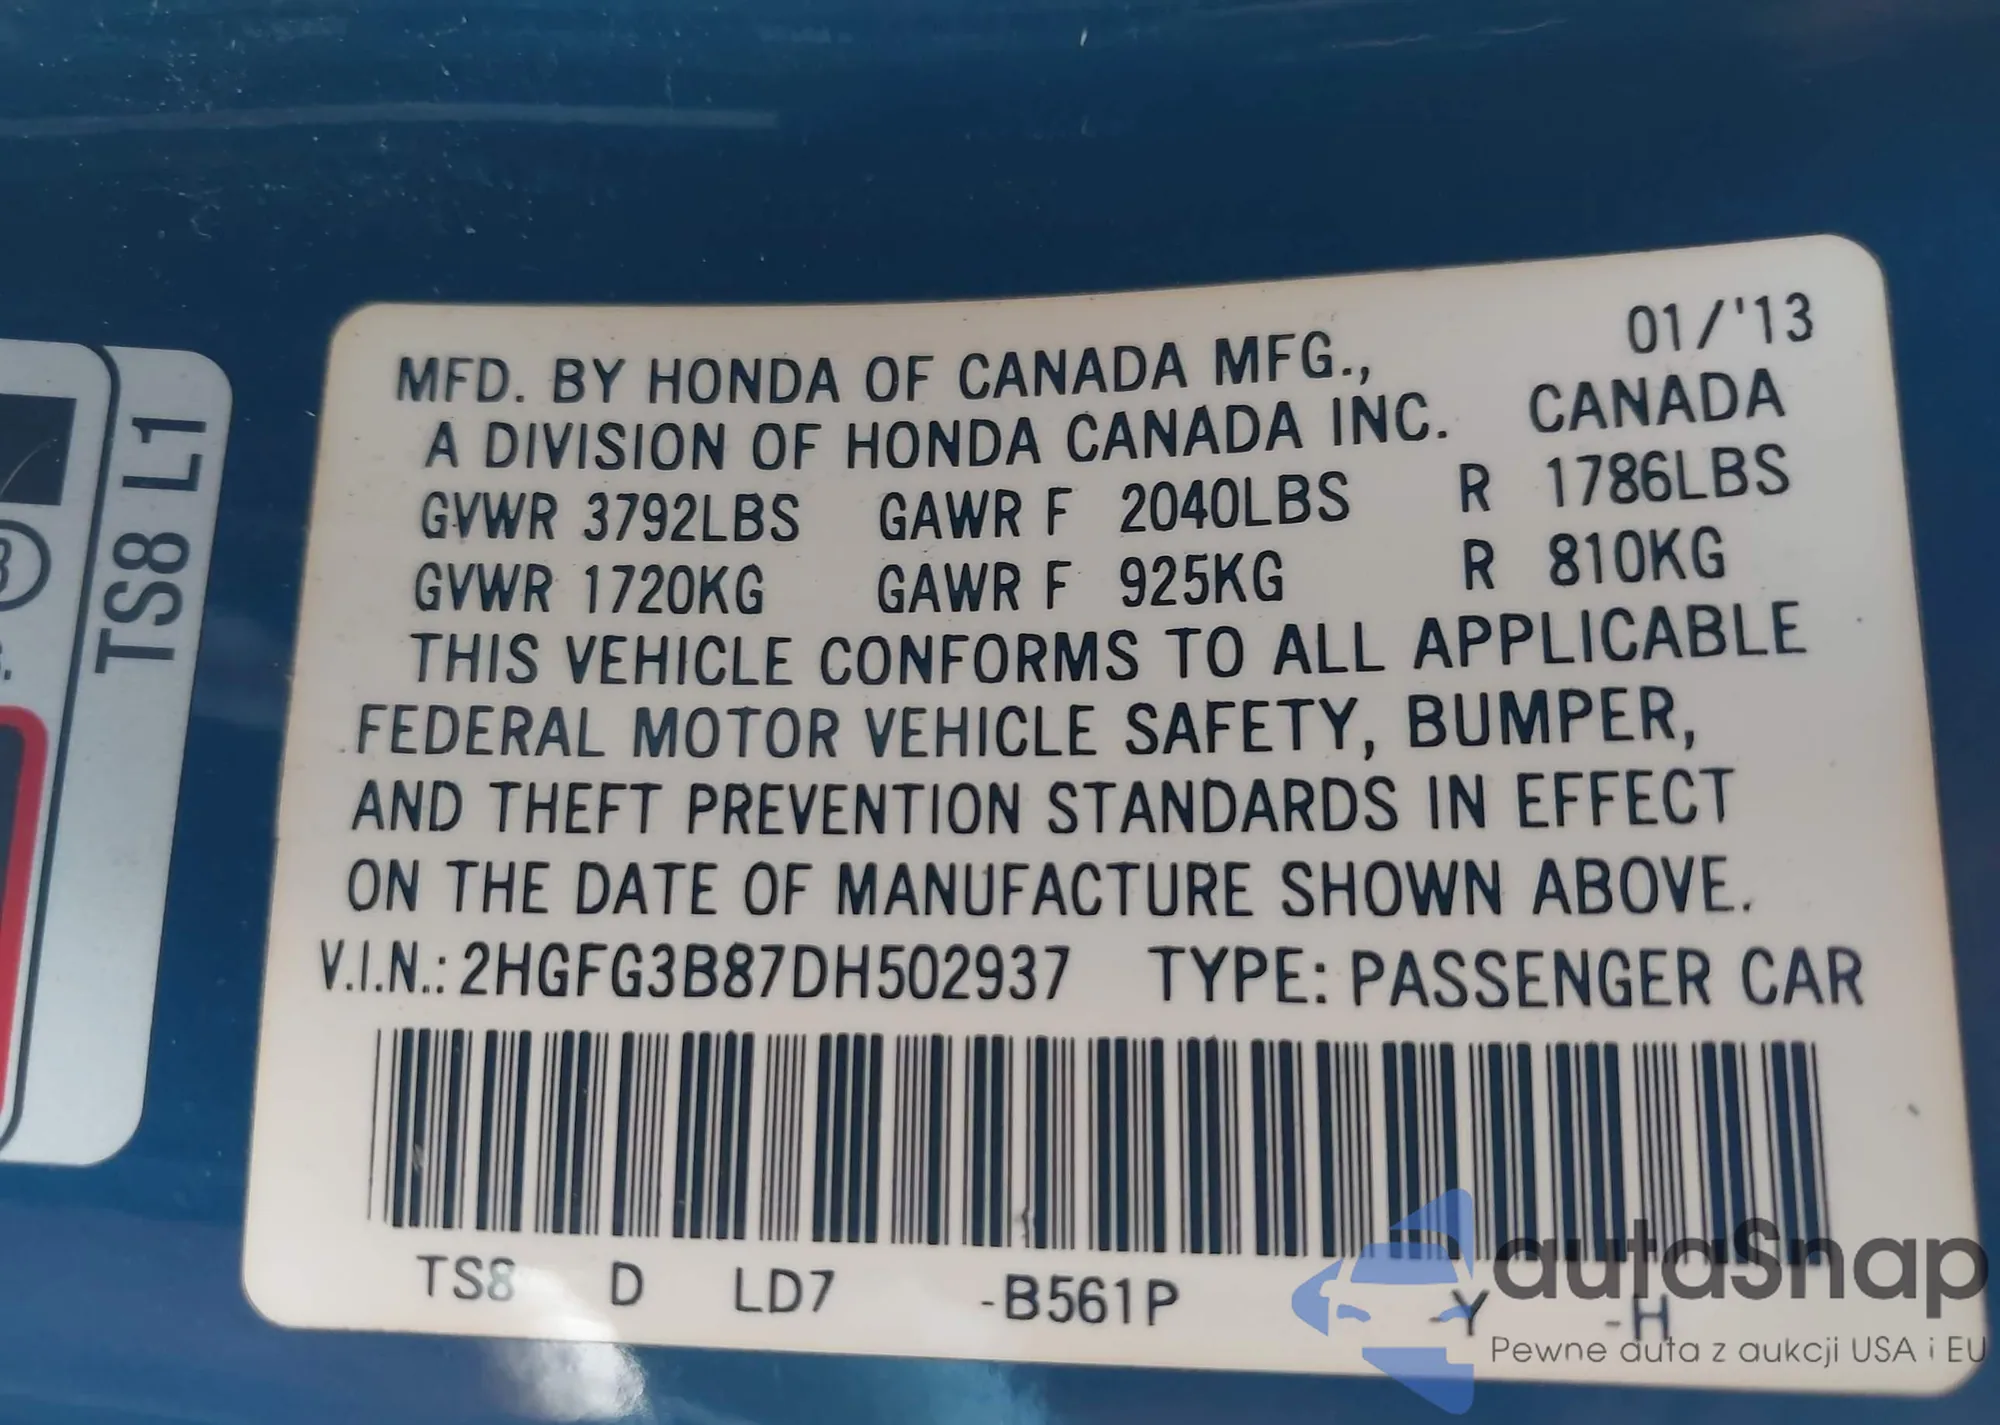 01/'13
MFD. BY HONDA OF CANADA MFG.,
A DIVISION OF HONDA CANADA INC. CANADA
GVWR 3792LBS GAWR F 2040LBS R 1786LBS
GVWR 1720KG GAWR F 925KG R 810KG
THIS VEHICLE CONFORMS TO ALL APPLICABLE
FEDERAL MOTOR VEHICLE SAFETY, BUMPER,
AND THEFT PREVENTION STANDARDS IN EFFECT
ON THE DATE OF MANUFACTURE SHOWN ABOVE.
V.I.N.: 2HGFG3B87DH502937 TYPE: PASSENGER CAR
TS8 D LD7 -B561P -Y -H
TS8 L1
autaSnap
Pewne auta z aukcji USA i EU